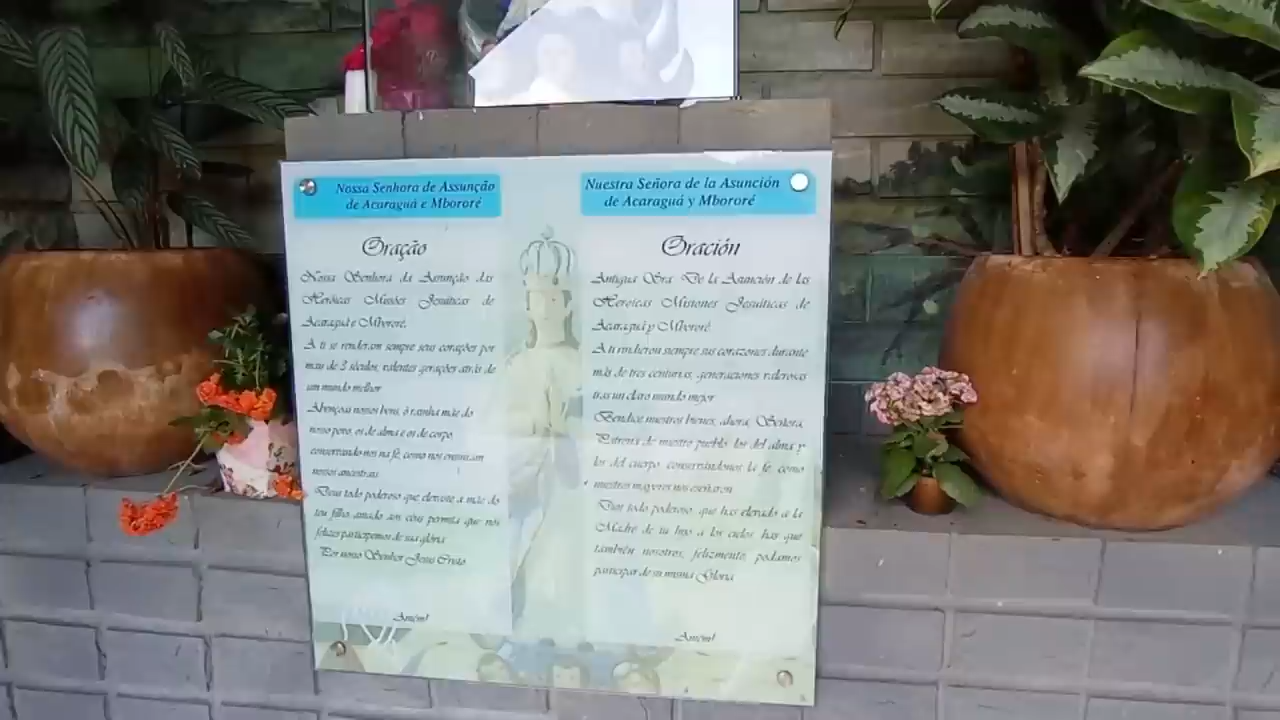 Nossa Senhora de Assunção
de Acaraguá e Mbororé
Oração
Nossa Senhora da Assunção das
Heróicas Missões Jesuíticas de
Acaraguá e Mbororé.
A ti se renderam sempre seus corações por
mais de 3 séculos, valentes gerações atrás de
um mundo melhor
Abençoa nossos bens, ó rainha mãe do
nosso povo, os de alma e os de corpo,
conservando-nos na fé, como nos ensinaram
nossos ancestrais
Deus todo poderoso que elevaste a mãe do
teu filho amado aos céus permita que nós
felizes participemos de sua glória
Por nosso Senhor Jesus Cristo
Amém!
Nuestra Señora de la Asunción
de Acaraguá y Mbororé
Oración
Antigua Sra De la Asunción de las
Heroicas Misiones Jesuíticas de
Acaraguá y Mbororé.
A ti rindieron siempre sus corazones durante
más de tres centurias, generaciones valerosas
tras un claro mundo mejor
Bendice nuestros bienes, ahora, Señora,
Patrona de nuestro pueblo, los del alma y
los del cuerpo, conservándonos la fe, como
nuestros mayores nos enseñaron
Dios todo poderoso, que has elevado a la
Madre de tu hijo a los cielos haz que
también nosotros, felizmente, podamos
participar de su misma Gloria
Amém!